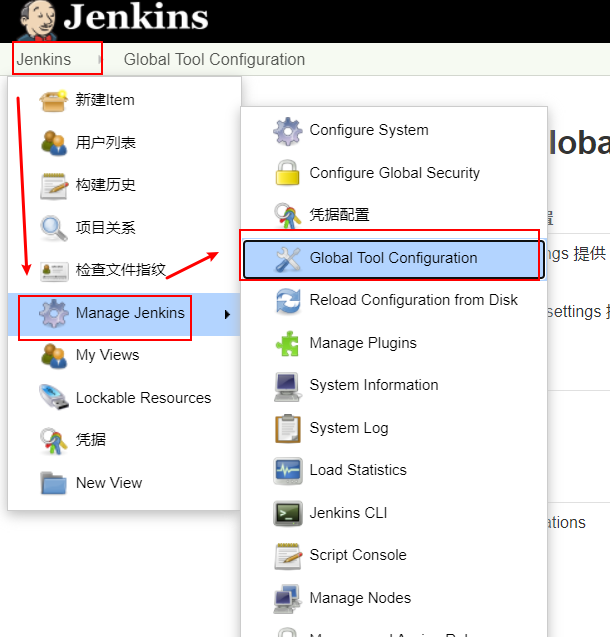 Jenkins
Jenkins
Global Tool Configuration
新建Item
用户列表
构建历史
项目关系
检查文件指纹
Manage Jenkins
My Views
Lockable Resources
凭据
New View
Configure System
Configure Global Security
凭据配置
Global Tool Configuration
Reload Configuration from Disk
Manage Plugins
System Information
System Log
Load Statistics
Jenkins CLI
Script Console
Manage Nodes
loba
置
ngs 提供
settings
ations